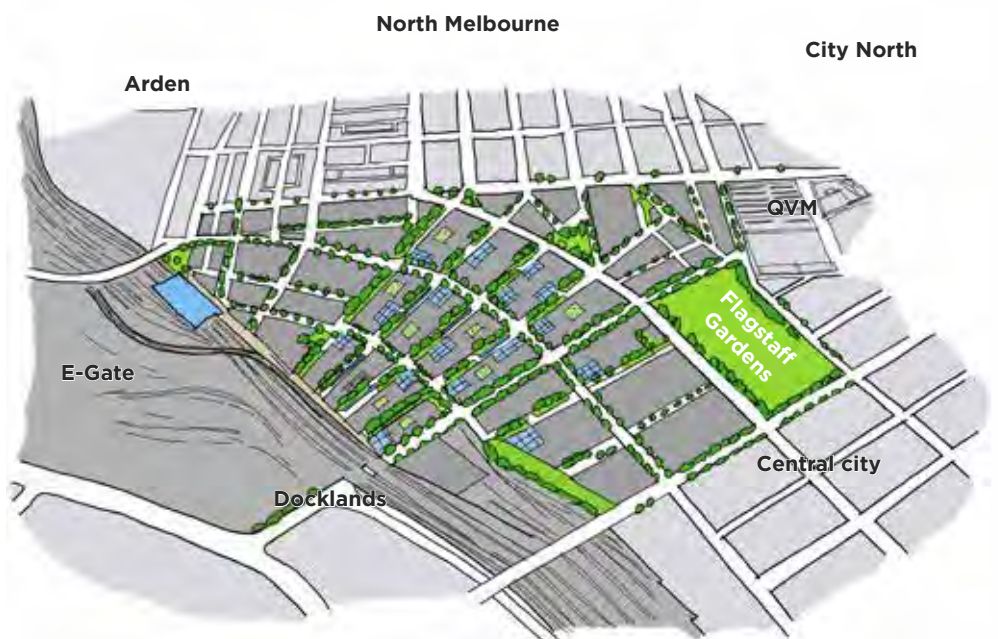 North Melbourne
City North
Arden
QVM
Flagstaff
Gardens
E-Gate
Central city
Docklands